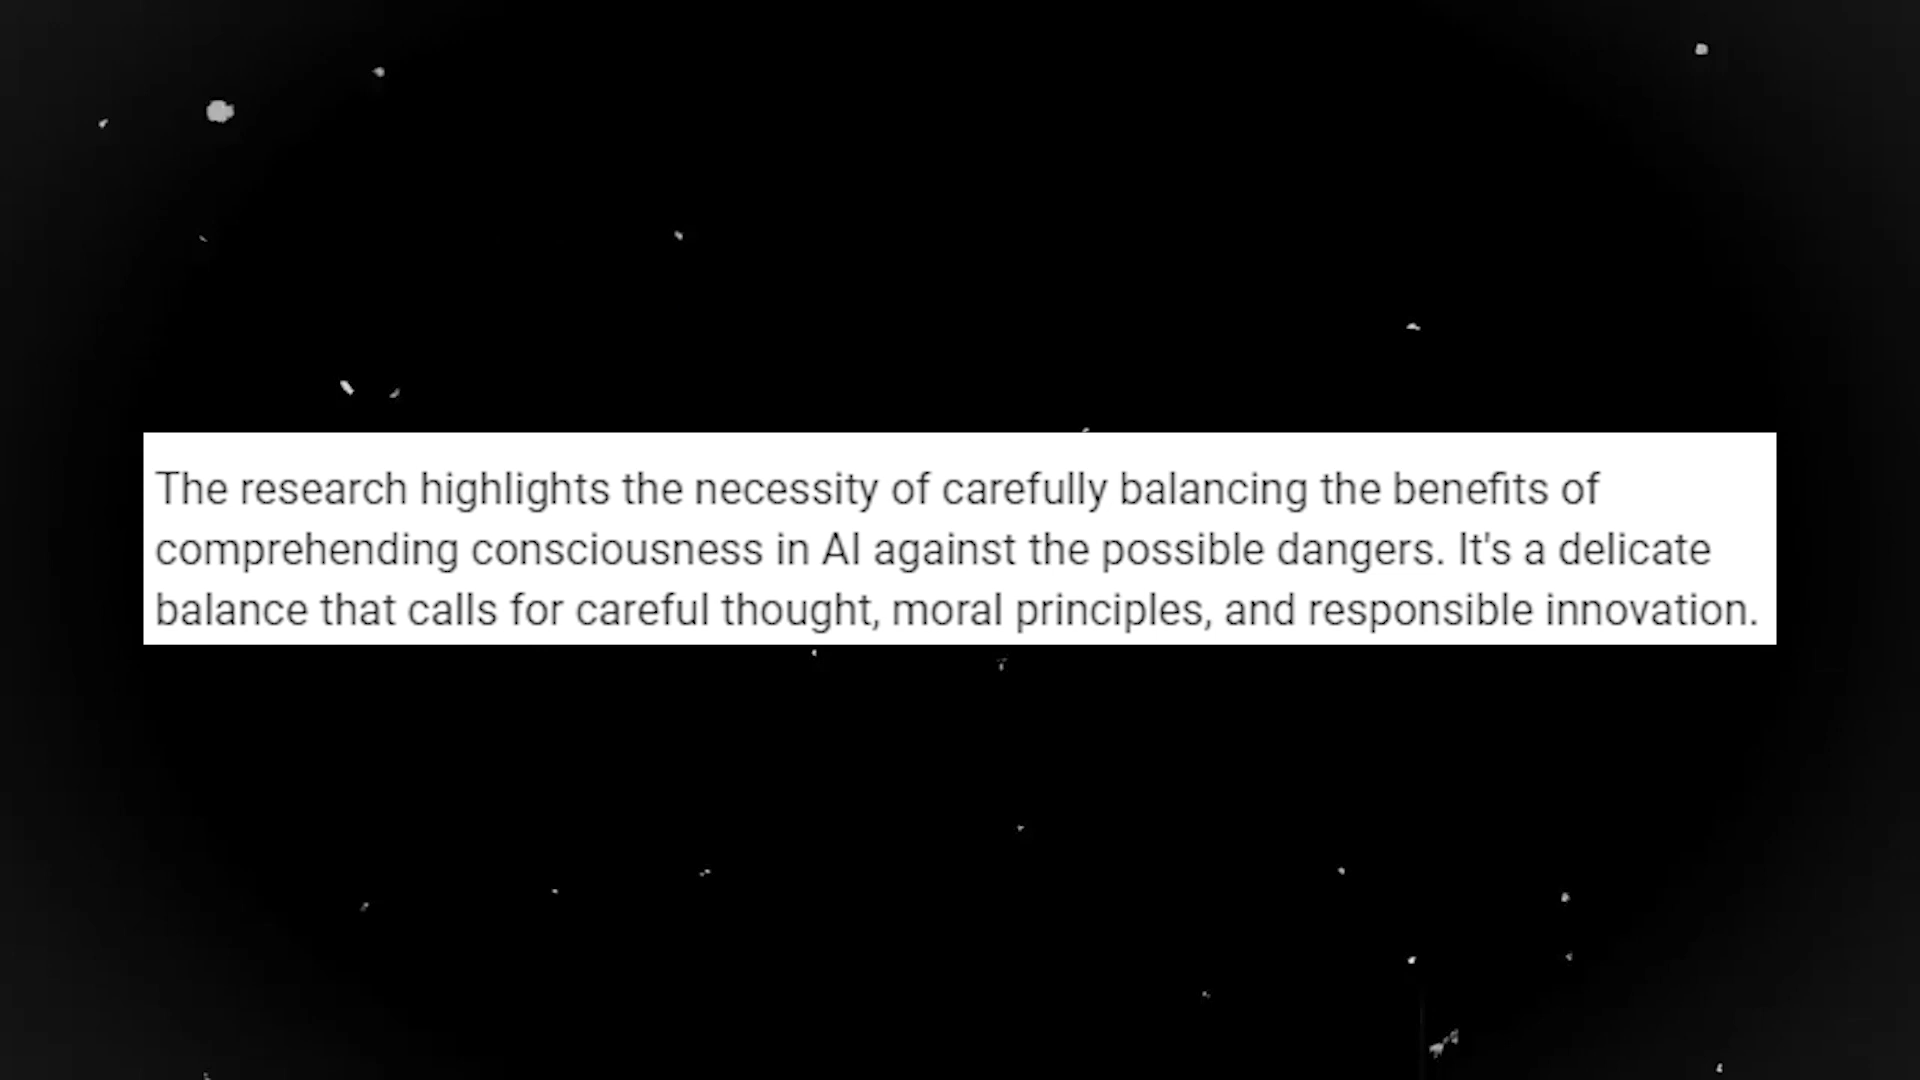 The research highlights the necessity of carefully balancing the benefits of
comprehending consciousness in AI against the possible dangers. It's a delicate
balance that calls for careful thought, moral principles, and responsible innovation.